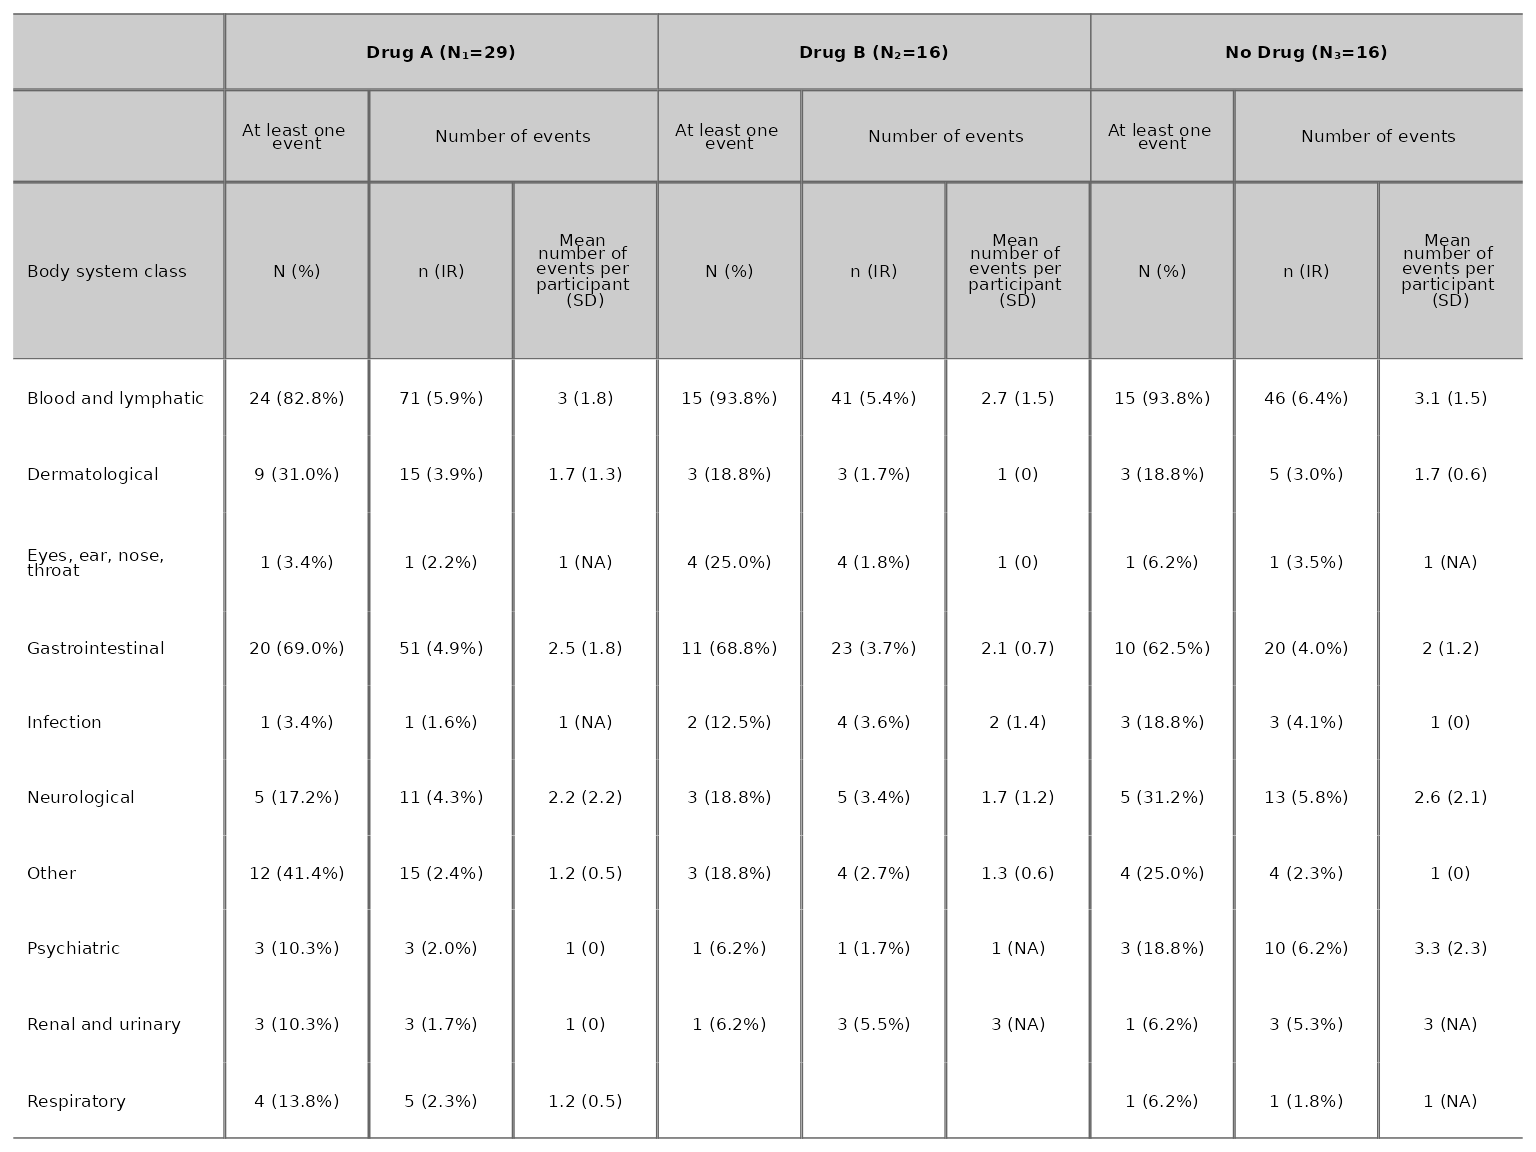 Drug A (N₁=29) Drug B (N₂=16) No Drug (N₃=16)
At least one event Number of events At least one event Number of events At least one event Number of events
Body system class N (%) n (IR) Mean number of events per participant (SD) N (%) n (IR) Mean number of events per participant (SD) N (%) n (IR) Mean number of events per participant (SD)
Blood and lymphatic 24 (82.8%) 71 (5.9%) 3 (1.8) 15 (93.8%) 41 (5.4%) 2.7 (1.5) 15 (93.8%) 46 (6.4%) 3.1 (1.5)
Dermatological 9 (31.0%) 15 (3.9%) 1.7 (1.3) 3 (18.8%) 3 (1.7%) 1 (0) 3 (18.8%) 5 (3.0%) 1.7 (0.6)
Eyes, ear, nose, throat 1 (3.4%) 1 (2.2%) 1 (NA) 4 (25.0%) 4 (1.8%) 1 (0) 1 (6.2%) 1 (3.5%) 1 (NA)
Gastrointestinal 20 (69.0%) 51 (4.9%) 2.5 (1.8) 11 (68.8%) 23 (3.7%) 2.1 (0.7) 10 (62.5%) 20 (4.0%) 2 (1.2)
Infection 1 (3.4%) 1 (1.6%) 1 (NA) 2 (12.5%) 4 (3.6%) 2 (1.4) 3 (18.8%) 3 (4.1%) 1 (0)
Neurological 5 (17.2%) 11 (4.3%) 2.2 (2.2) 3 (18.8%) 5 (3.4%) 1.7 (1.2) 5 (31.2%) 13 (5.8%) 2.6 (2.1)
Other 12 (41.4%) 15 (2.4%) 1.2 (0.5) 3 (18.8%) 4 (2.7%) 1.3 (0.6) 4 (25.0%) 4 (2.3%) 1 (0)
Psychiatric 3 (10.3%) 3 (2.0%) 1 (0) 1 (6.2%) 1 (1.7%) 1 (NA) 3 (18.8%) 10 (6.2%) 3.3 (2.3)
Renal and urinary 3 (10.3%) 3 (1.7%) 1 (0) 1 (6.2%) 3 (5.5%) 3 (NA) 1 (6.2%) 3 (5.3%) 3 (NA)
Respiratory 4 (13.8%) 5 (2.3%) 1.2 (0.5) 1 (6.2%) 1 (1.8%) 1 (NA)